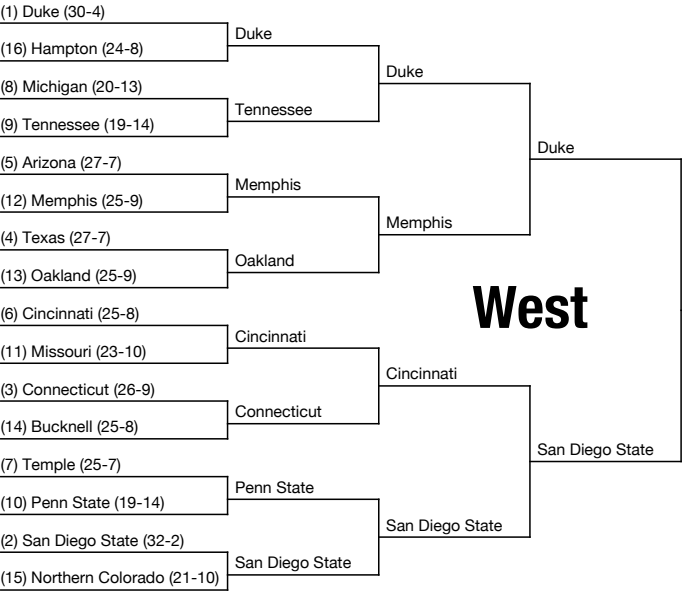 (1) Duke (30-4)
(16) Hampton (24-8)
(8) Michigan (20-13)
(9) Tennessee (19-14)
(5) Arizona (27-7)
(12) Memphis (25-9)
(4) Texas (27-7)
(13) Oakland (25-9)
(6) Cincinnati (25-8)
(11) Missouri (23-10)
(3) Connecticut (26-9)
(14) Bucknell (25-8)
(7) Temple (25-7)
(10) Penn State (19-14)
(2) San Diego State (32-2)
(15) Northern Colorado (21-10)
Duke
Tennessee
Memphis
Oakland
Cincinnati
Connecticut
Penn State
San Diego State
Duke
Memphis
Cincinnati
San Diego State
Duke
San Diego State
West